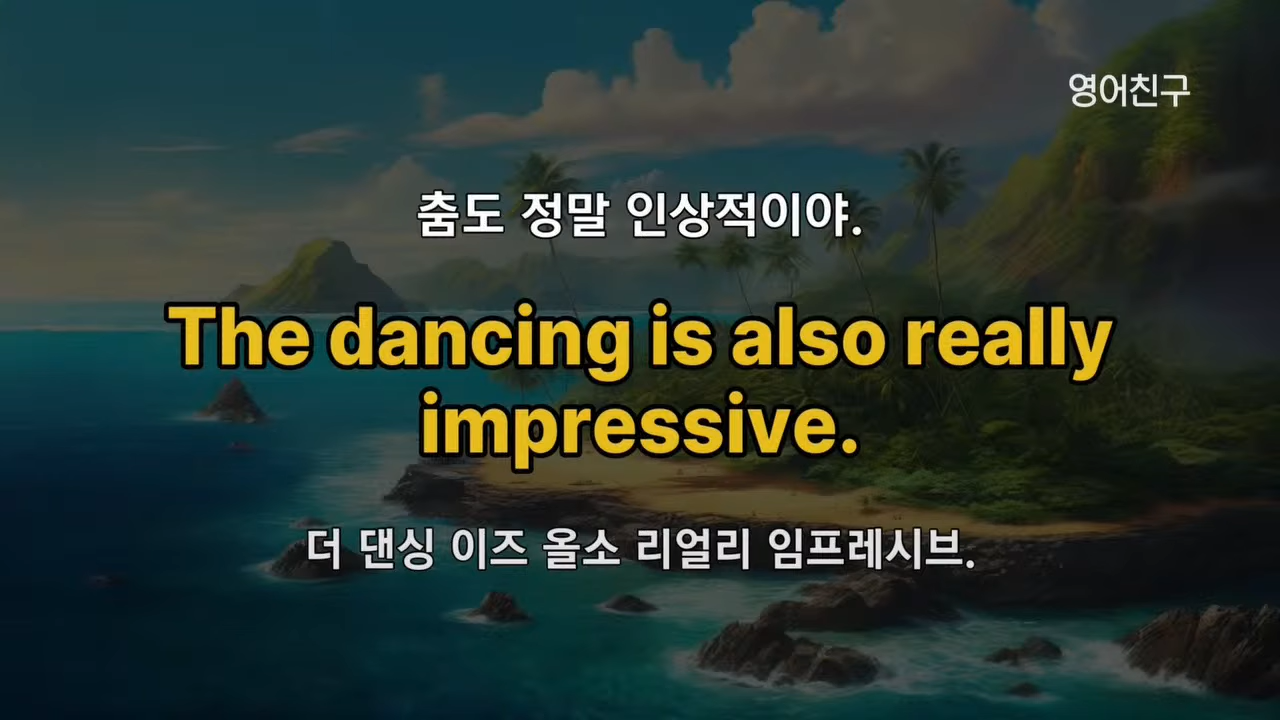 영어친구
춤도 정말 인상적이야.
The dancing is also really
impressive.
더 댄싱 이즈 올소 리얼리 임프레시브.